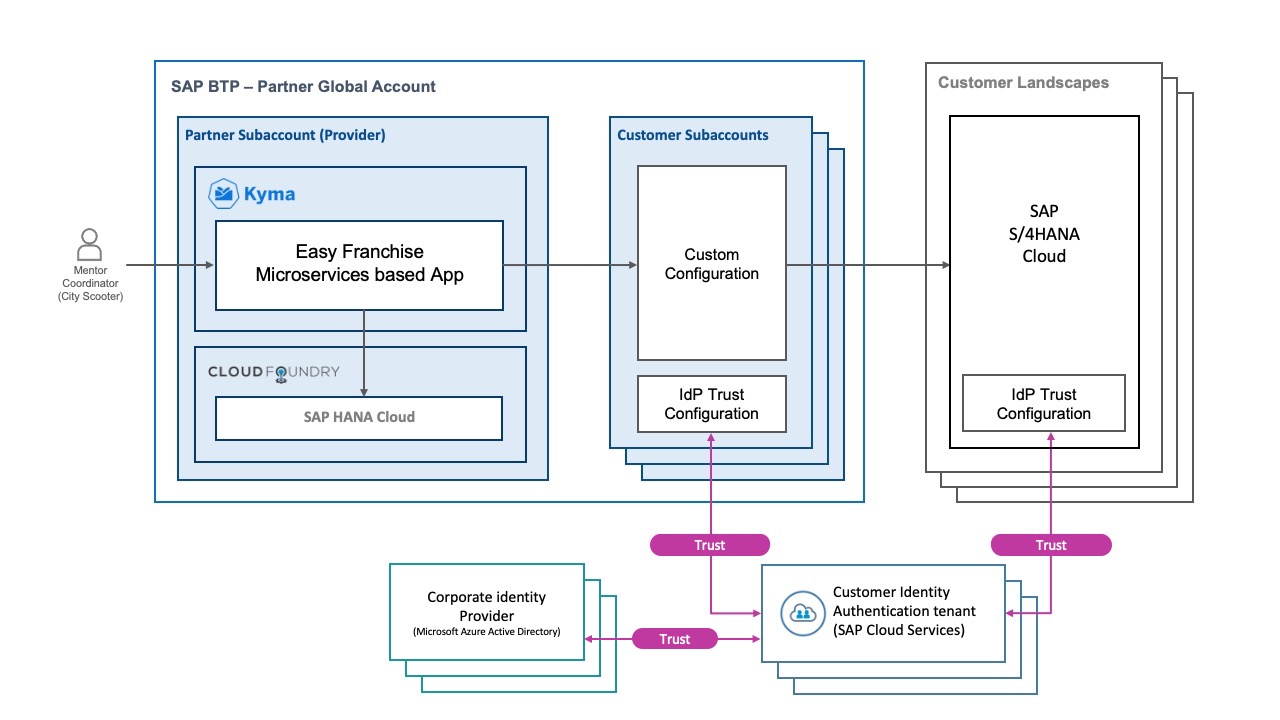 SAP BTP – Partner Global Account
Partner Subaccount (Provider)
Kyma
Easy Franchise
Microservices based App
Mentor
Coordinator
(City Scooter)
CLOUD FOUNDRY
SAP HANA Cloud
Customer Subaccounts
Custom
Configuration
IdP Trust
Configuration
Customer Landscapes
SAP
S/4HANA
Cloud
IdP Trust
Configuration
Trust
Trust
Corporate identity
Provider
(Microsoft Azure Active Directory)
Trust
Customer Identity
Authentication tenant
(SAP Cloud Services)